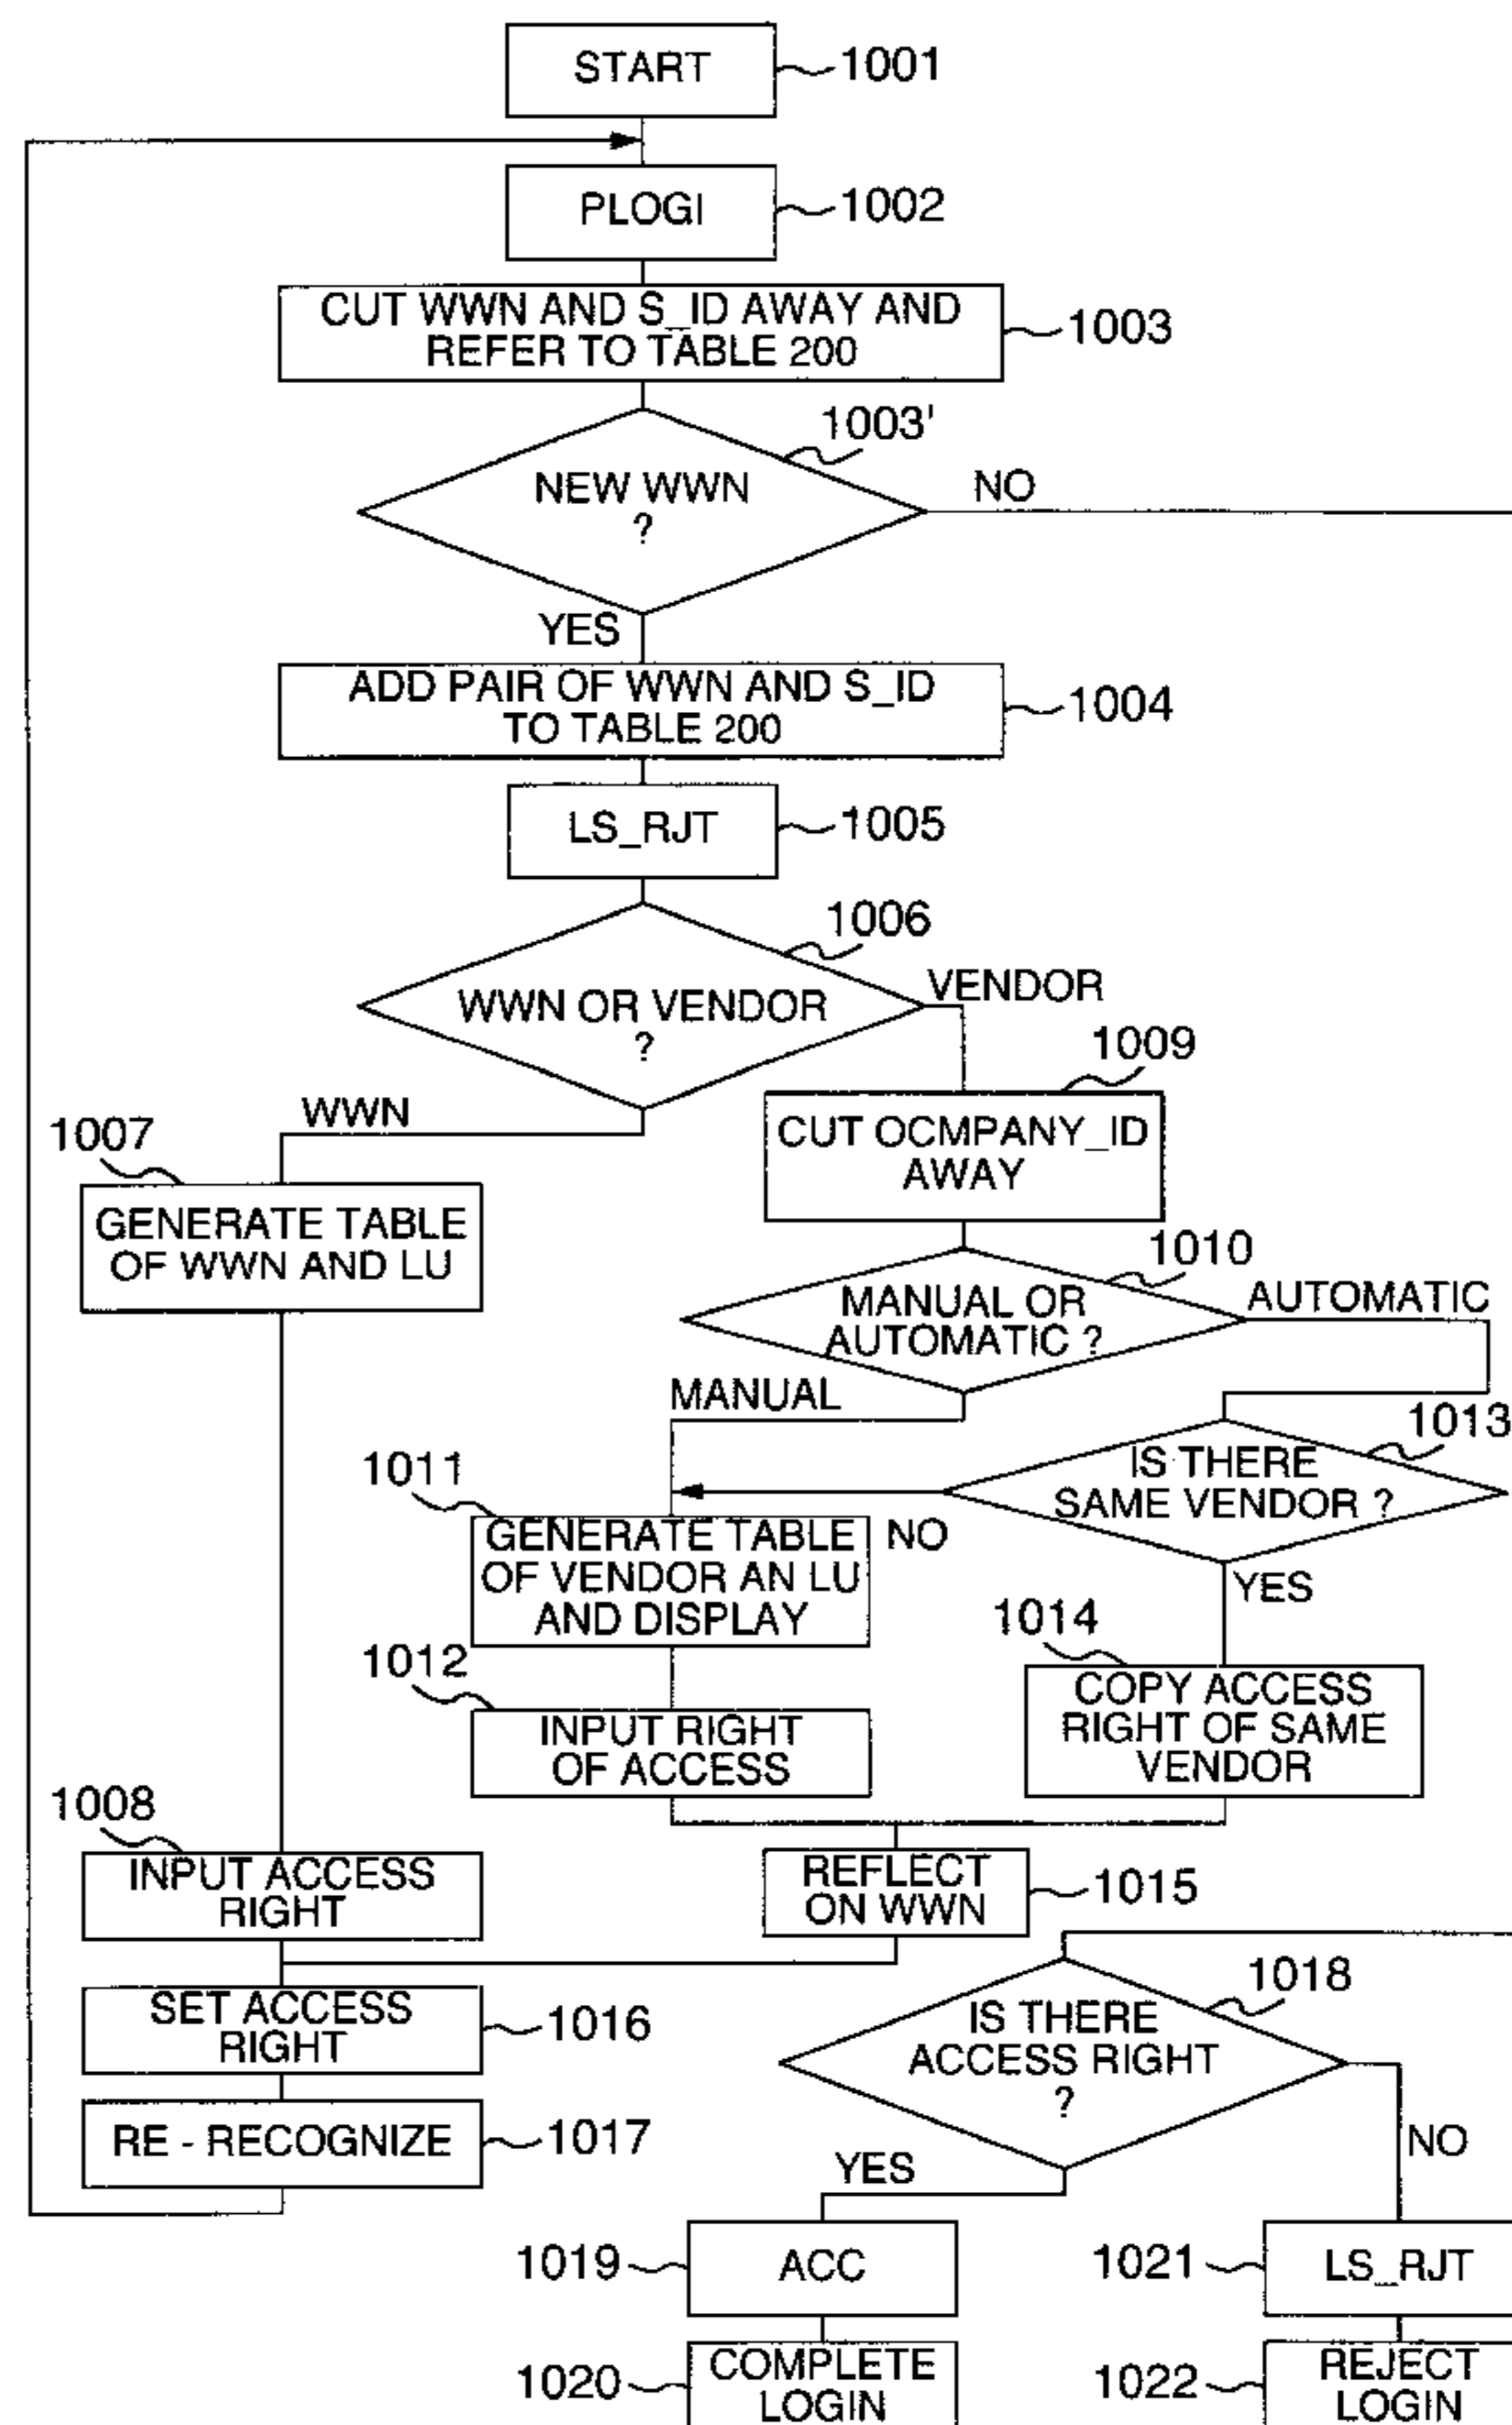 START
1001
PLOGI
1002
CUT WWN AND S_ID AWAY AND
REFER TO TABLE 200
1003
1003'
NEW WWN
?
NO
YES
ADD PAIR OF WWN AND S_ID
TO TABLE 200
1004
LS_RJT
1005
1006
WWN OR VENDOR
?
VENDOR
WWN
1009
CUT OCMPANY_ID
AWAY
1007
GENERATE TABLE
OF WWN AND LU
1010
MANUAL OR
AUTOMATIC ?
AUTOMATIC
MANUAL
1013
IS THERE
SAME VENDOR ?
1011
NO
GENERATE TABLE
OF VENDOR AN LU
AND DISPLAY
YES
1014
COPY ACCESS
RIGHT OF SAME
VENDOR
1012
INPUT RIGHT
OF ACCESS
1008
INPUT ACCESS
RIGHT
REFLECT
ON WWN
1015
SET ACCESS
RIGHT
1016
1018
IS THERE
ACCESS RIGHT
?
RE - RECOGNIZE
1017
YES
NO
1019
ACC
1021
LS_RJT
1020
COMPLETE
LOGIN
1022
REJECT
LOGIN